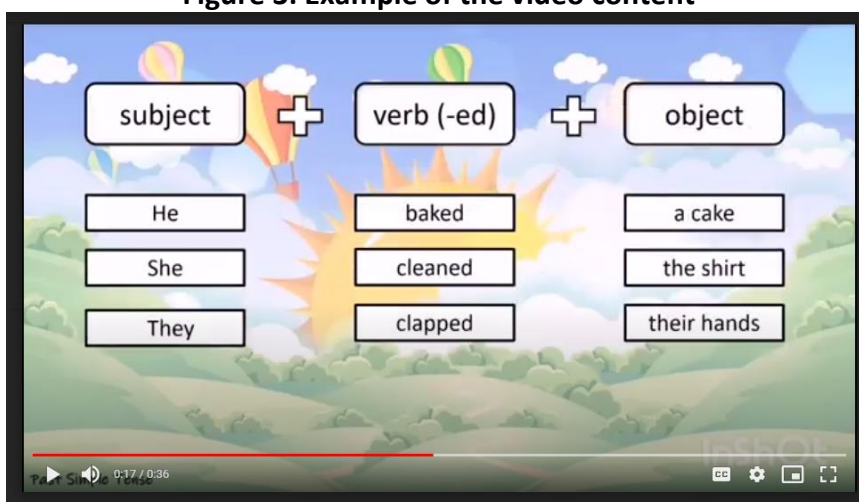 Figure 3: Example of the video content
subject + verb (-ed) + object
He baked a cake
She cleaned the shirt
They clapped their hands
InShOt
Past Simple Tense
0:17 / 0:36
CC